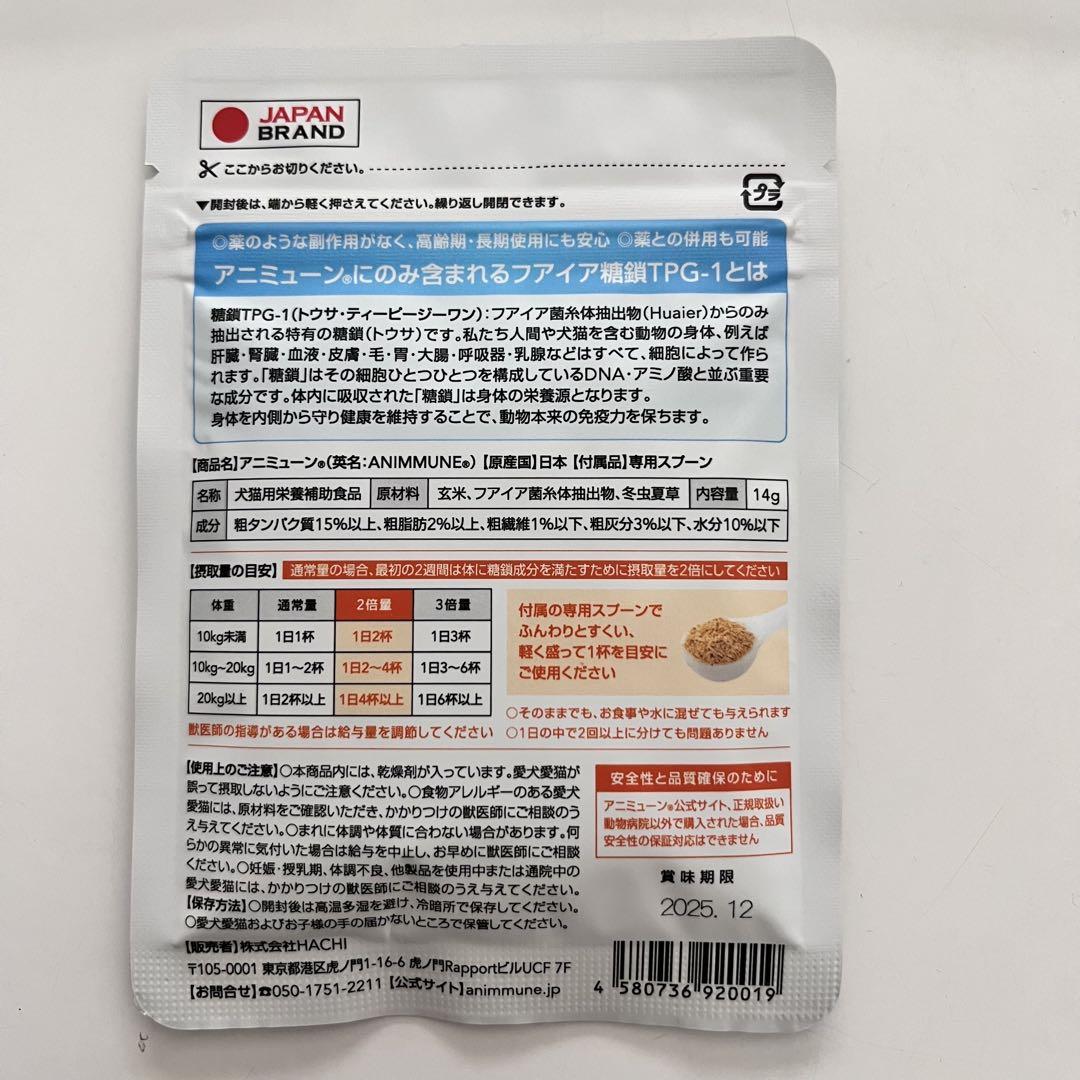 JAPAN
BRAND
ここからお切りください。
▼開封後は、端から軽く押さえてください。繰り返し開閉できます。
プラ
◎薬のような副作用がなく、高齢期・長期使用にも安心 ◎薬との併用も可能
アニミューン®にのみ含まれるフアイア糖鎖TPG-1とは
糖鎖TPG-1(トウサ・ティーピージーワン):フアイア菌糸体抽出物(Huaier)からのみ
抽出される特有の糖鎖(トウサ)です。私たち人間や犬猫を含む動物の身体、例えば
肝臓・腎臓・血液・皮膚・毛・胃・大腸・呼吸器・乳腺などはすべて、細胞によって作ら
れます。「糖鎖」はその細胞ひとつひとつを構成しているDNA・アミノ酸と並ぶ重要
な成分です。体内に吸収された「糖鎖」は身体の栄養源となります。
身体を内側から守り健康を維持することで、動物本来の免疫力を保ちます。
【商品名】アニミューン®(英名:ANIMMUNE®)【原産国】日本 【付属品】専用スプーン
名称 犬猫用栄養補助食品 原材料 玄米、フアイア菌糸体抽出物、冬虫夏草 内容量 14g
成分 粗タンパク質15%以上、粗脂肪2%以上、粗繊維1%以下、粗灰分3%以下、水分10%以下
【摂取量の目安】 通常量の場合、最初の2週間は体に糖鎖成分を満たすために摂取量を2倍にしてください
体重 通常量 2倍量 3倍量
10kg未満 1日1杯 1日2杯 1日3杯
10kg~20kg 1日1~2杯 1日2~4杯 1日3~6杯
20kg以上 1日2杯以上 1日4杯以上 1日6杯以上
獣医師の指導がある場合は給与量を調節してください
付属の専用スプーンで
ふんわりとすくい、
軽く盛って1杯を目安に
ご使用ください
○そのままでも、お食事や水に混ぜても与えられます
○1日の中で2回以上に分けても問題ありません
【使用上のご注意】○本商品内には、乾燥剤が入っています。愛犬愛猫が
誤って摂取しないようにご注意ください。○食物アレルギーのある愛犬
愛猫には、原材料をご確認いただき、かかりつけの獣医師にご相談のう
え与えてください。○まれに体調や体質に合わない場合があります。何
らかの異常に気付いた場合は給与を中止し、お早めに獣医師にご相談
ください。○妊娠・授乳期、体調不良、他製品を使用中または通院中の
愛犬愛猫には、かかりつけの獣医師にご相談のうえ与えてください。
【保存方法】○開封後は高温多湿を避け、冷暗所で保存してください。
○愛犬愛猫およびお子様の手の届かないところで保管してください。
【販売者】株式会社HACHI
〒105-0001 東京都港区虎ノ門1-16-6 虎ノ門RapportビルUCF 7F
【お問合せ】☎050-1751-2211 【公式サイト】animmune.jp
安全性と品質確保のために
アニミューン®公式サイト、正規取扱い
動物病院以外で購入された場合、品質
安全性の保証対応はできません
賞味期限
2025. 12
4 580736 920019